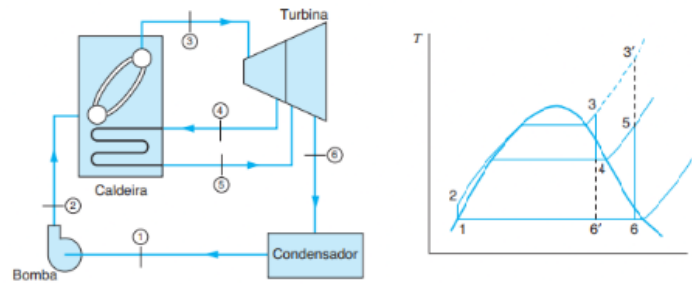 Turbina
③
④
⑤
⑥
Caldeira
②
①
Condensador
Bomba
T
3'
3
5
4
2
1
6'
6